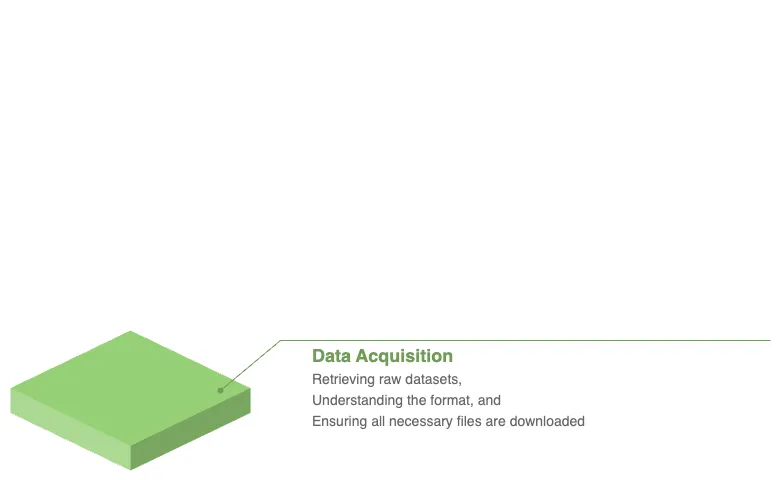 Data Acquisition
Retrieving raw datasets,
Understanding the format, and
Ensuring all necessary files are downloaded